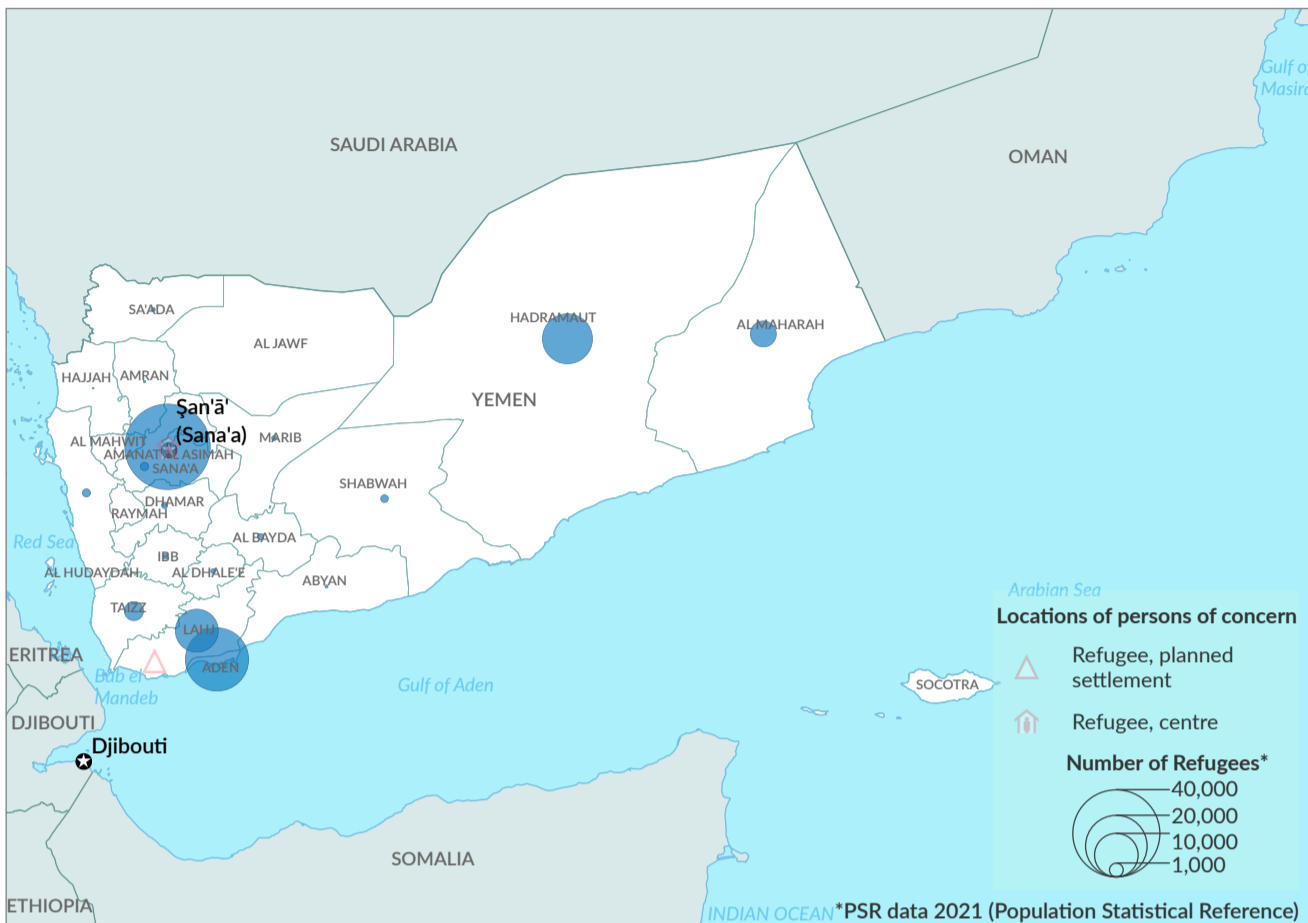 Gulf of
Masira
SAUDI ARABIA
OMAN
SA'ADA
HADRAMAUT
AL MAHARAH
AL JAWF
HAJJAH
AMRAN
YEMEN
Şan'ā'
(Sana'a)
AL MAHWIT
MARIB
AMANAT AL ASIMAH
SANA'A
SHABWAH
DHAMAR
RAYMAH
AL BAYDA
Red Sea
IBB
AL HUDAYDAH
AL DHALE'E
ABYAN
Arabian Sea
TAIZZ
LAHJ
ERITREA
ADEN
Bab el
Mandeb
Gulf of Aden
SOCOTRA
DJIBOUTI
Djibouti
SOMALIA
ETHIOPIA
INDIAN OCEAN
Locations of persons of concern
Refugee, planned
settlement
Refugee, centre
Number of Refugees*
40,000
20,000
10,000
1,000
*PSR data 2021 (Population Statistical Reference)